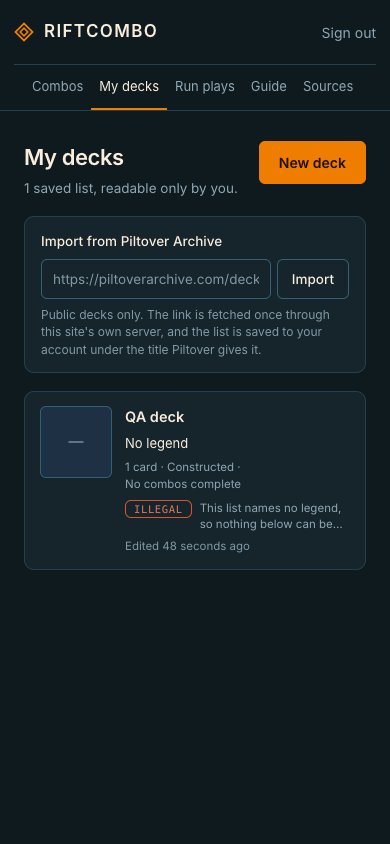 RIFTCOMBO
Sign out
Combos My decks Run plays Guide Sources
My decks
New deck
1 saved list, readable only by you.
Import from Piltover Archive
https://piltoverarchive.com/deck
Import
Public decks only. The link is fetched once through
this site's own server, and the list is saved to your
account under the title Piltover gives it.
—
QA deck
No legend
1 card · Constructed ·
No combos complete
ILLEGAL
This list names no legend,
so nothing below can be…
Edited 48 seconds ago